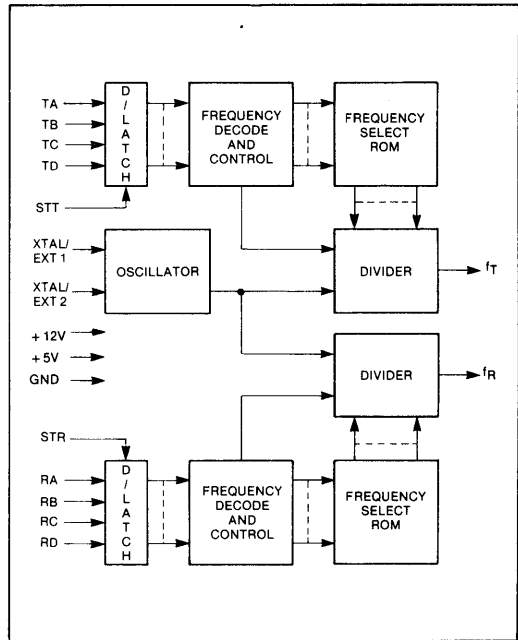 TA
TB
TC
TD
STT
D/LATCH
FREQUENCY
DECODE
AND
CONTROL
FREQUENCY
SELECT
ROM
XTAL/
EXT 1
XTAL/
EXT 2
OSCILLATOR
DIVIDER
fT
+ 12V
+ 5V
GND
DIVIDER
fR
STR
RA
RB
RC
RD
D/LATCH
FREQUENCY
DECODE
AND
CONTROL
FREQUENCY
SELECT
ROM